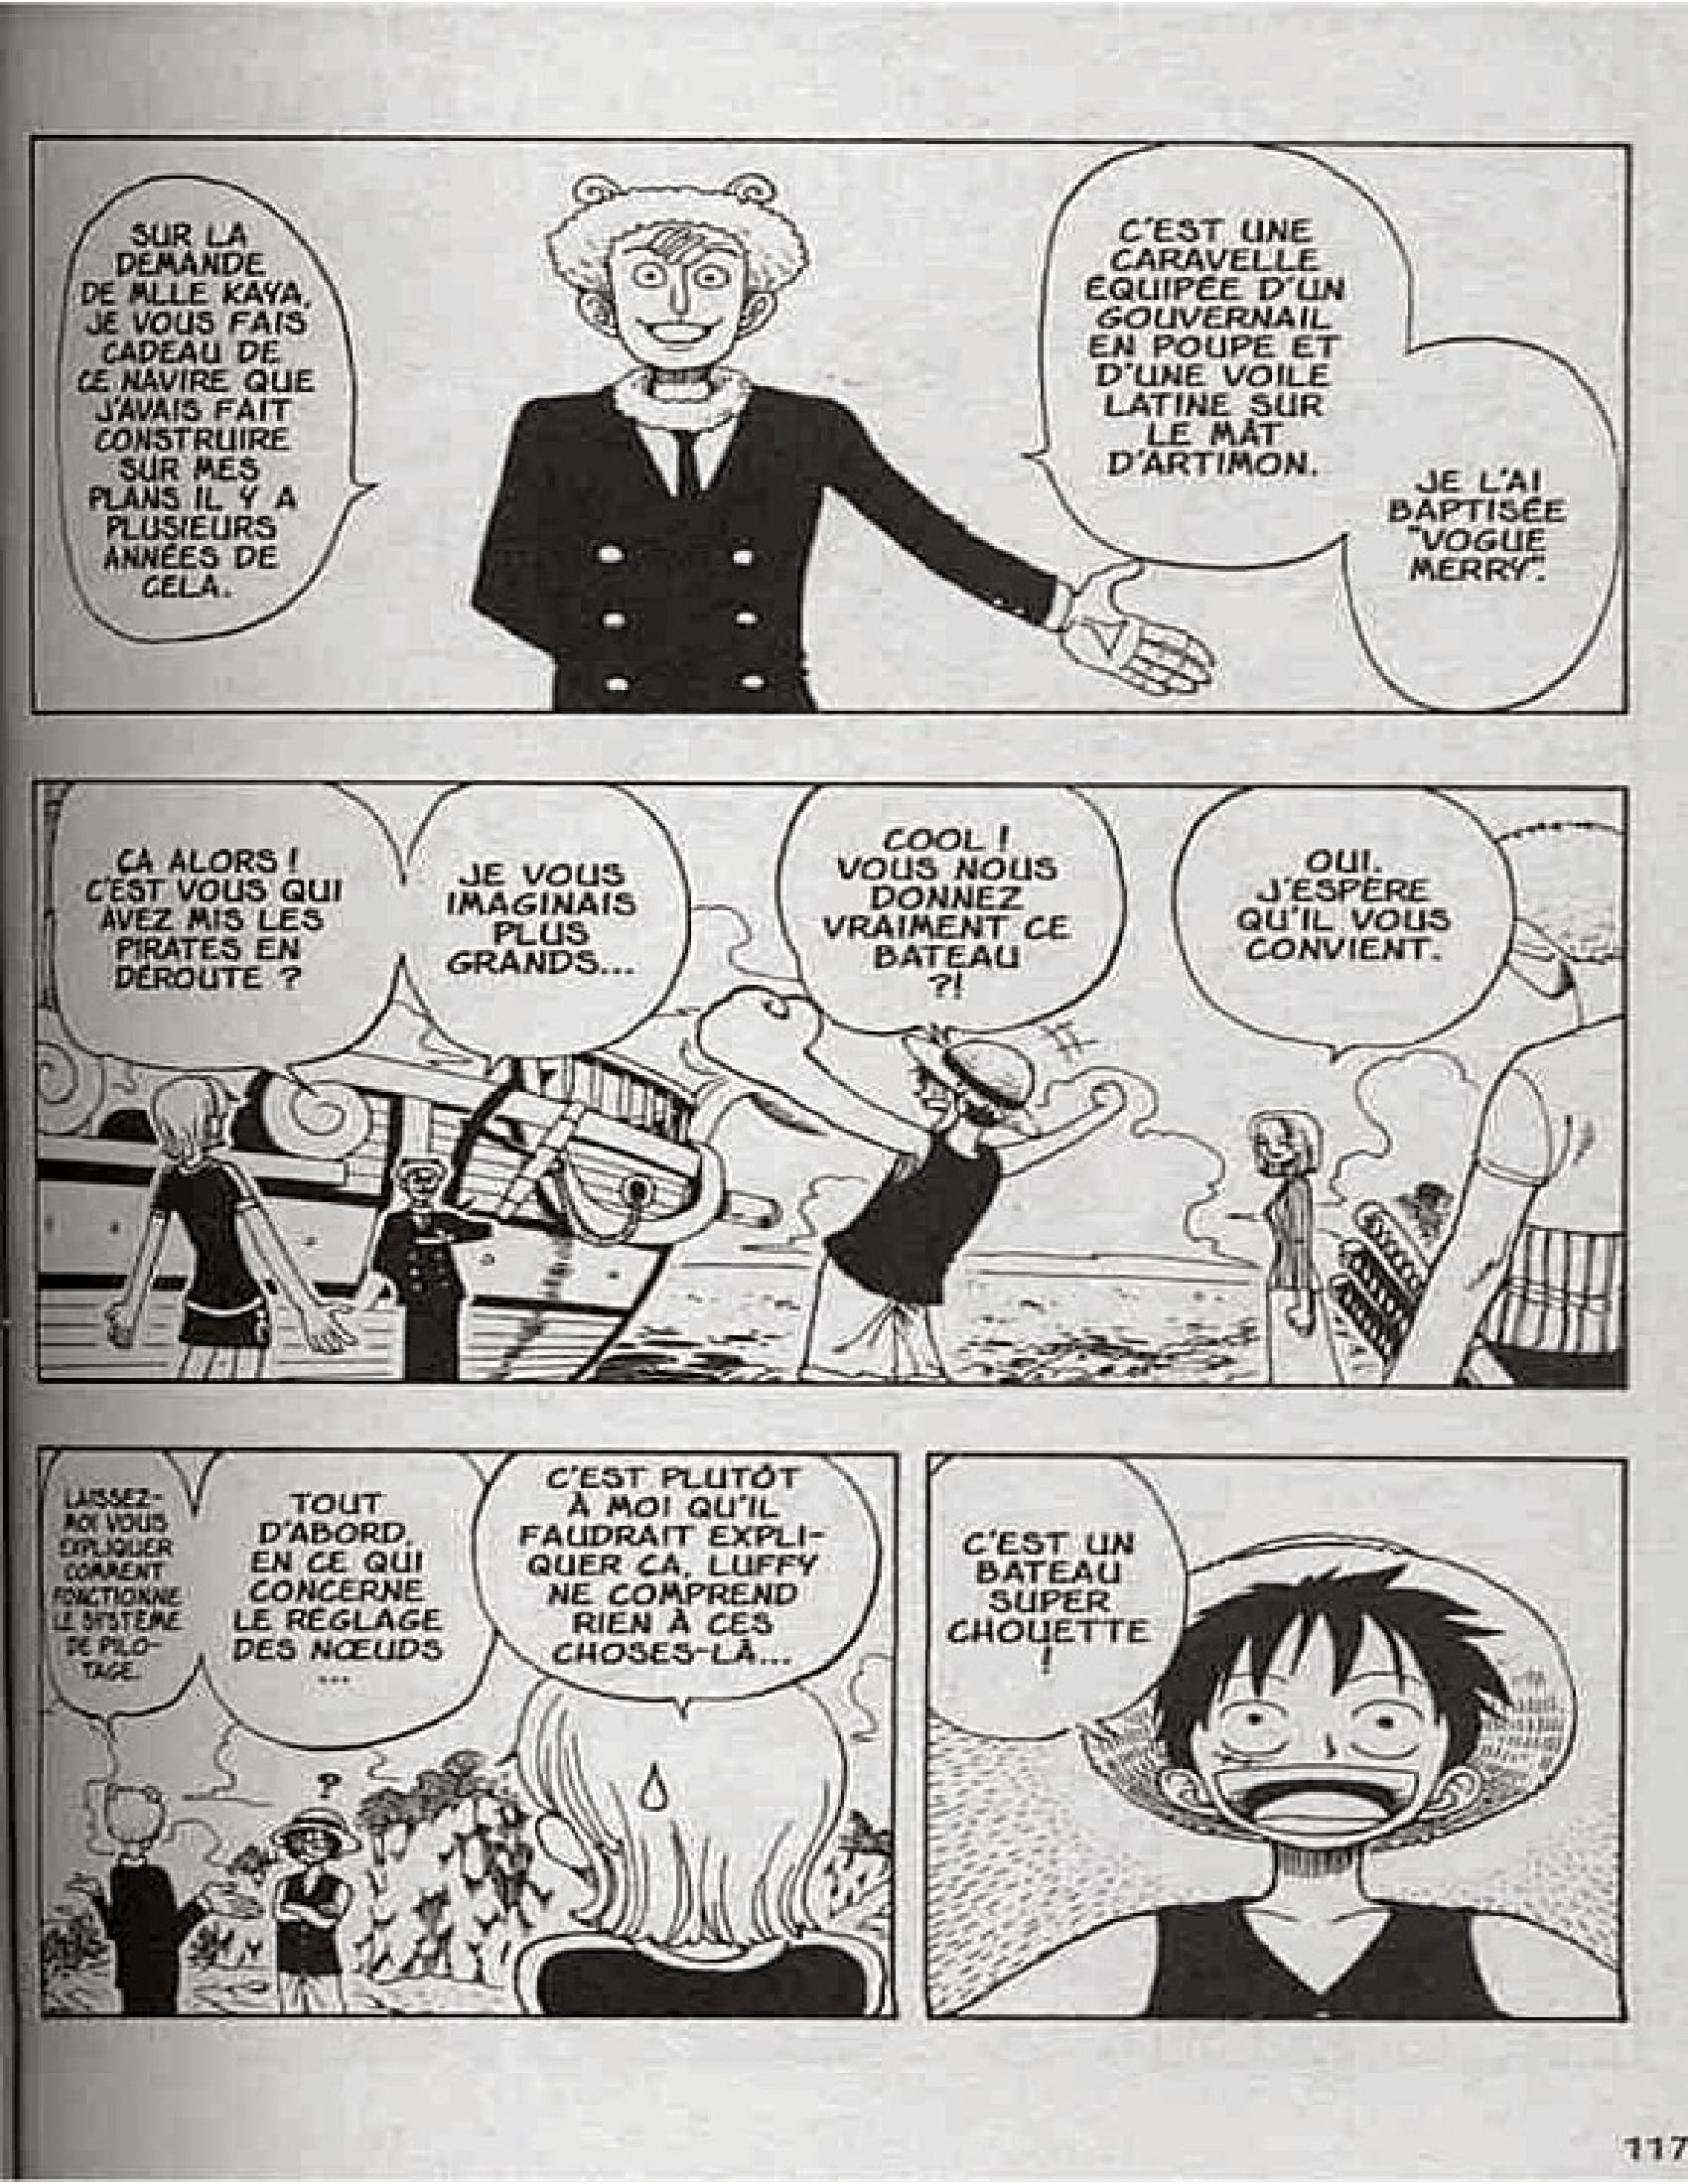 SUR LA
DEMANDE
DE MLLE KAYA,
JE VOUS FAIS
CADEAU DE
CE NAVIRE QUE
J'AVAIS FAIT
CONSTRUIRE
SUR MES
PLANS IL Y A
PLUSIEURS
ANNÉES DE
CELA.
C'EST UNE
CARAVELLE
ÉQUIPÉE D'UN
GOUVERNAIL
EN POUPE ET
D'UNE VOILE
LATINE SUR
LE MÂT
D'ARTIMON.
JE L'AI
BAPTISÉE
"VOGUE
MERRY".
ÇA ALORS !
C'EST VOUS QUI
AVEZ MIS LES
PIRATES EN
DÉROUTE ?
JE VOUS
IMAGINAIS
PLUS
GRANDS...
COOL !
VOUS NOUS
DONNEZ
VRAIMENT CE
BATEAU
?!
OUI.
J'ESPÈRE
QU'IL VOUS
CONVIENT.
LAISSEZ-
MOI VOUS
EXPLIQUER
COMMENT
FONCTIONNE
LE SYSTÈME
DE PILO-
TAGE.
TOUT
D'ABORD,
EN CE QUI
CONCERNE
LE RÉGLAGE
DES NŒUDS
...
C'EST PLUTÔT
À MOI QU'IL
FAUDRAIT EXPLI-
QUER ÇA, LUFFY
NE COMPREND
RIEN À CES
CHOSES-LÀ...
?
C'EST UN
BATEAU
SUPER
CHOUETTE
!
117